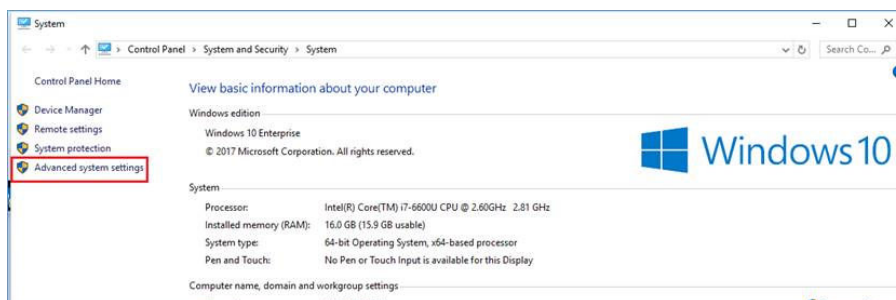 System
Control Panel > System and Security > System
Search Co...
Control Panel Home
Device Manager
Remote settings
System protection
Advanced system settings
View basic information about your computer
Windows edition
Windows 10 Enterprise
© 2017 Microsoft Corporation. All rights reserved.
Windows 10
System
Processor: Intel(R) Core(TM) i7-6600U CPU @ 2.60GHz 2.81 GHz
Installed memory (RAM): 16.0 GB (15.9 GB usable)
System type: 64-bit Operating System, x64-based processor
Pen and Touch: No Pen or Touch Input is available for this Display
Computer name, domain and workgroup settings